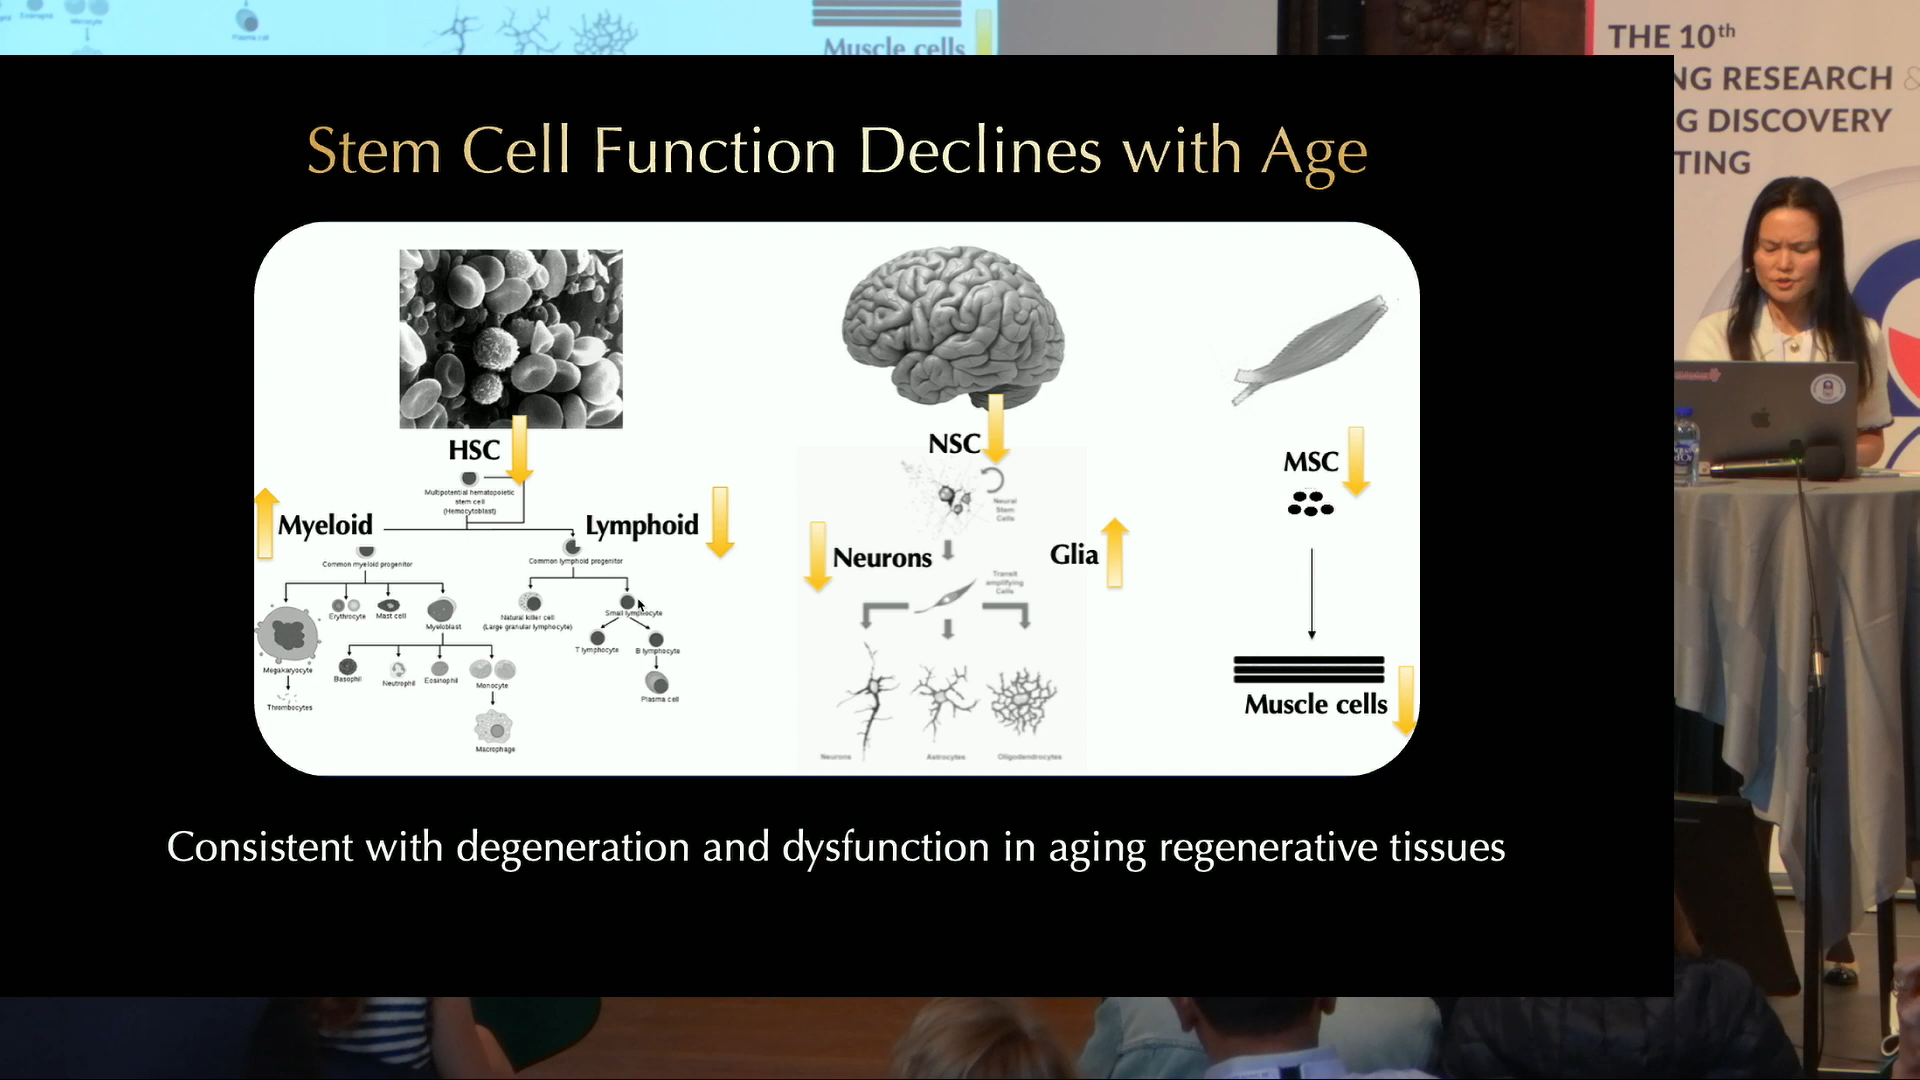 Muscle cells
Plasma cell
THE 10th
NG RESEARCH &
G DISCOVERY
TING
Stem Cell Function Declines with Age
HSC
Multipotential hematopoietic
stem cell
(Hemocytoblast)
Myeloid
Lymphoid
Common myeloid progenitor
Common lymphoid progenitor
Erythrocyte
Mast cell
Myeloblast
Natural killer cell
(Large granular lymphocyte)
Small lymphocyte
T lymphocyte
B lymphocyte
Megakaryocyte
Basophil
Neutrophil
Eosinophil
Monocyte
Plasma cell
Thrombocytes
Macrophage
NSC
Neural
Stem
Cells
Neurons
Glia
Transit
amplifying
Cells
Neurons
Astrocytes
Oligodendrocytes
MSC
Muscle cells
Consistent with degeneration and dysfunction in aging regenerative tissues